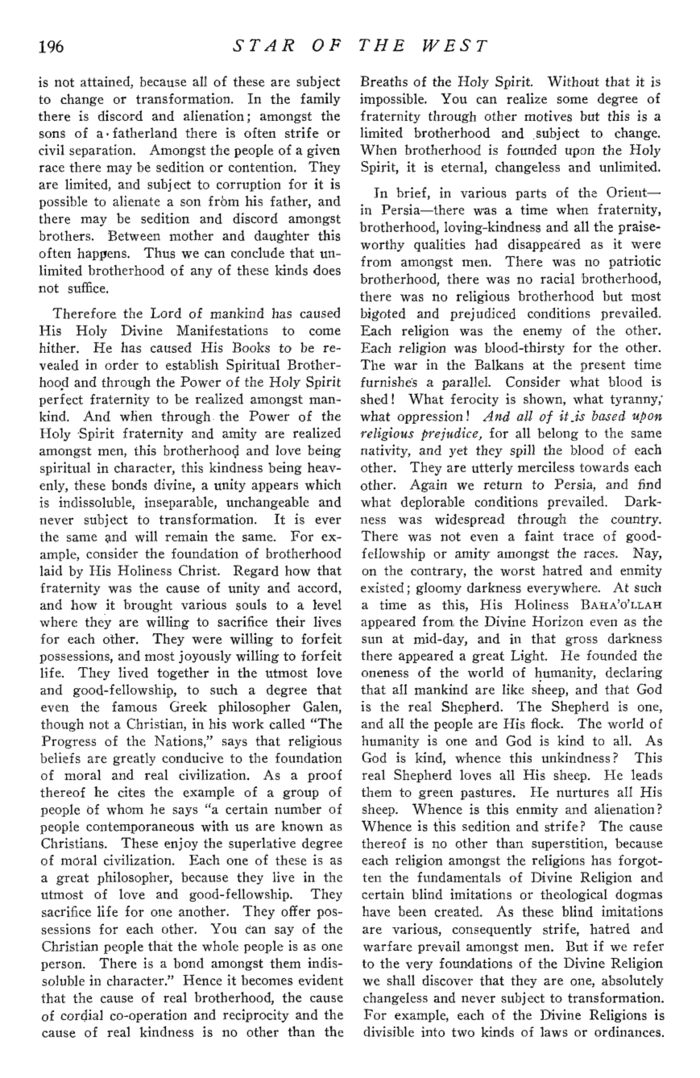 196
STAR OF THE WEST
is not attained, because all of these are subject
to change or transformation. In the family
there is discord and alienation; amongst the
sons of a fatherland there is often strife or
civil separation. Amongst the people of a given
race there may be sedition or contention. They
are limited, and subject to corruption for it is
possible to alienate a son from his father, and
there may be sedition and discord amongst
brothers. Between mother and daughter this
often happens. Thus we can conclude that un-
limited brotherhood of any of these kinds does
not suffice.
Therefore the Lord of mankind has caused
His Holy Divine Manifestations to come
hither. He has caused His Books to be re-
vealed in order to establish Spiritual Brother-
hood and through the Power of the Holy Spirit
perfect fraternity to be realized amongst man-
kind. And when through the Power of the
Holy Spirit fraternity and amity are realized
amongst men, this brotherhood and love being
spiritual in character, this kindness being heav-
enly, these bonds divine, a unity appears which
is indissoluble, inseparable, unchangeable and
never subject to transformation. It is ever
the same and will remain the same. For ex-
ample, consider the foundation of brotherhood
laid by His Holiness Christ. Regard how that
fraternity was the cause of unity and accord,
and how it brought various souls to a level
where they are willing to sacrifice their lives
for each other. They were willing to forfeit
possessions, and most joyously willing to forfeit
life. They lived together in the utmost love
and good-fellowship, to such a degree that
even the famous Greek philosopher Galen,
though not a Christian, in his work called "The
Progress of the Nations," says that religious
beliefs are greatly conducive to the foundation
of moral and real civilization. As a proof
thereof he cites the example of a group of
people of whom he says "a certain number of
people contemporaneous with us are known as
Christians. These enjoy the superlative degree
of moral civilization. Each one of these is as
a great philosopher, because they live in the
utmost of love and good-fellowship. They
sacrifice life for one another. They offer pos-
sessions for each other. You can say of the
Christian people that the whole people is as one
person. There is a bond amongst them indis-
soluble in character." Hence it becomes evident
that the cause of real brotherhood, the cause
of cordial co-operation and reciprocity and the
cause of real kindness is no other than the
Breaths of the Holy Spirit. Without that it is
impossible. You can realize some degree of
fraternity through other motives but this is a
limited brotherhood and subject to change.
When brotherhood is founded upon the Holy
Spirit, it is eternal, changeless and unlimited.
In brief, in various parts of the Orient—
in Persia—there was a time when fraternity,
brotherhood, loving-kindness and all the praise-
worthy qualities had disappeared as it were
from amongst men. There was no patriotic
brotherhood, there was no racial brotherhood,
there was no religious brotherhood but most
bigoted and prejudiced conditions prevailed.
Each religion was the enemy of the other.
Each religion was blood-thirsty for the other.
The war in the Balkans at the present time
furnishes a parallel. Consider what blood is
shed! What ferocity is shown, what tyranny,
what oppression! And all of it is based upon
religious prejudice, for all belong to the same
nativity, and yet they spill the blood of each
other. They are utterly merciless towards each
other. Again we return to Persia, and find
what deplorable conditions prevailed. Dark-
ness was widespread through the country.
There was not even a faint trace of good-
fellowship or amity amongst the races. Nay,
on the contrary, the worst hatred and enmity
existed; gloomy darkness everywhere. At such
a time as this, His Holiness BAHA'O'LLAH
appeared from the Divine Horizon even as the
sun at mid-day, and in that gross darkness
there appeared a great Light. He founded the
oneness of the world of humanity, declaring
that all mankind are like sheep, and that God
is the real Shepherd. The Shepherd is one,
and all the people are His flock. The world of
humanity is one and God is kind to all. As
God is kind, whence this unkindness? This
real Shepherd loves all His sheep. He leads
them to green pastures. He nurtures all His
sheep. Whence is this enmity and alienation?
Whence is this sedition and strife? The cause
thereof is no other than superstition, because
each religion amongst the religions has forgot-
ten the fundamentals of Divine Religion and
certain blind imitations or theological dogmas
have been created. As these blind imitations
are various, consequently strife, hatred and
warfare prevail amongst men. But if we refer
to the very foundations of the Divine Religion
we shall discover that they are one, absolutely
changeless and never subject to transformation.
For example, each of the Divine Religions is
divisible into two kinds of laws or ordinances.